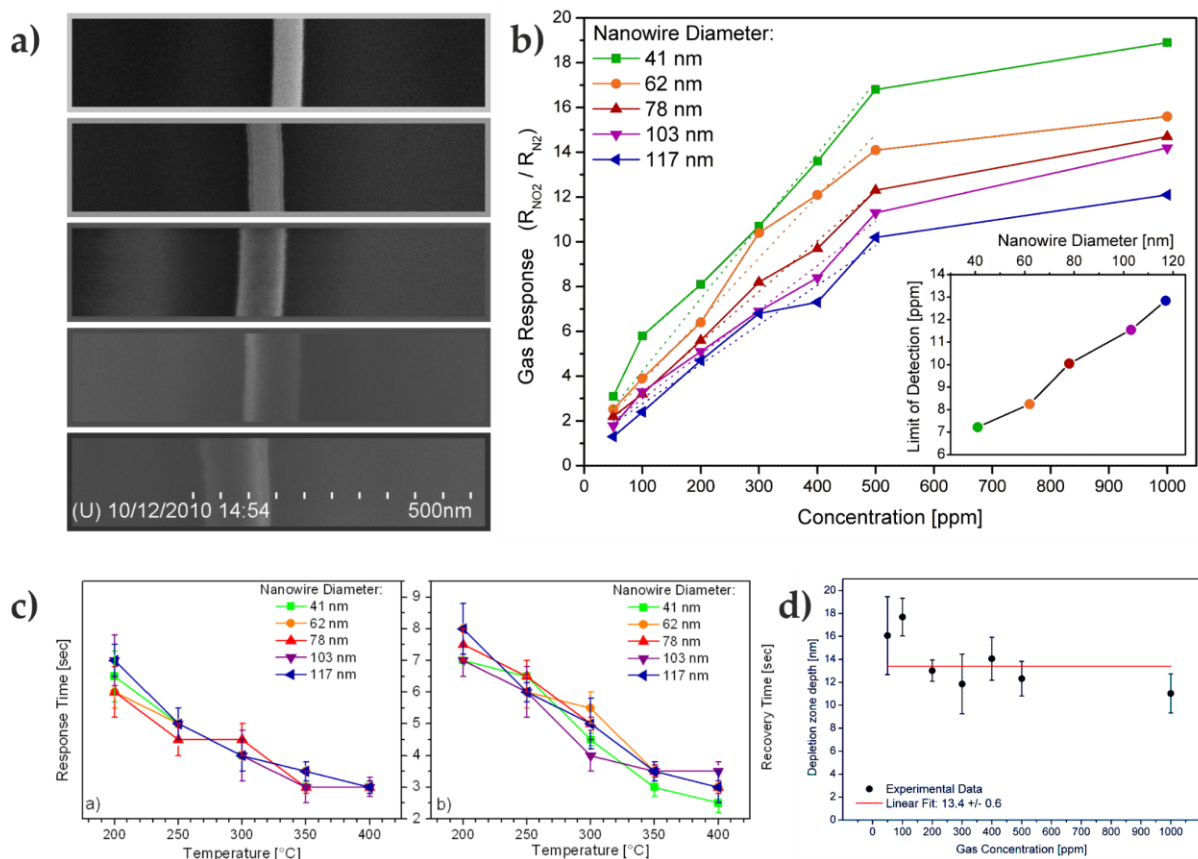 a)
(U) 10/12/2010 14:54
500nm
b)
Nanowire Diameter:
41 nm
62 nm
78 nm
103 nm
117 nm
Gas Response (R_NO2 / R_N2)
20
18
16
14
12
10
8
6
4
2
0
0 100 200 300 400 500 600 700 800 900 1000
Concentration [ppm]
Nanowire Diameter [nm]
40 60 80 100 120
Limit of Detection [ppm]
14
13
12
11
10
9
8
7
6
c)
Nanowire Diameter:
41 nm
62 nm
78 nm
103 nm
117 nm
Response Time [sec]
a)
200 250 300 350 400
Temperature [°C]
9
8
7
6
5
4
3
2
Nanowire Diameter:
41 nm
62 nm
78 nm
103 nm
117 nm
b)
200 250 300 350 400
Temperature [°C]
Recovery Time [sec]
d)
Depletion zone depth [nm]
20
18
16
14
12
10
8
6
4
2
0
Experimental Data
Linear Fit: 13.4 +/- 0.6
0 100 200 300 400 500 600 700 800 900 1000
Gas Concentration [ppm]